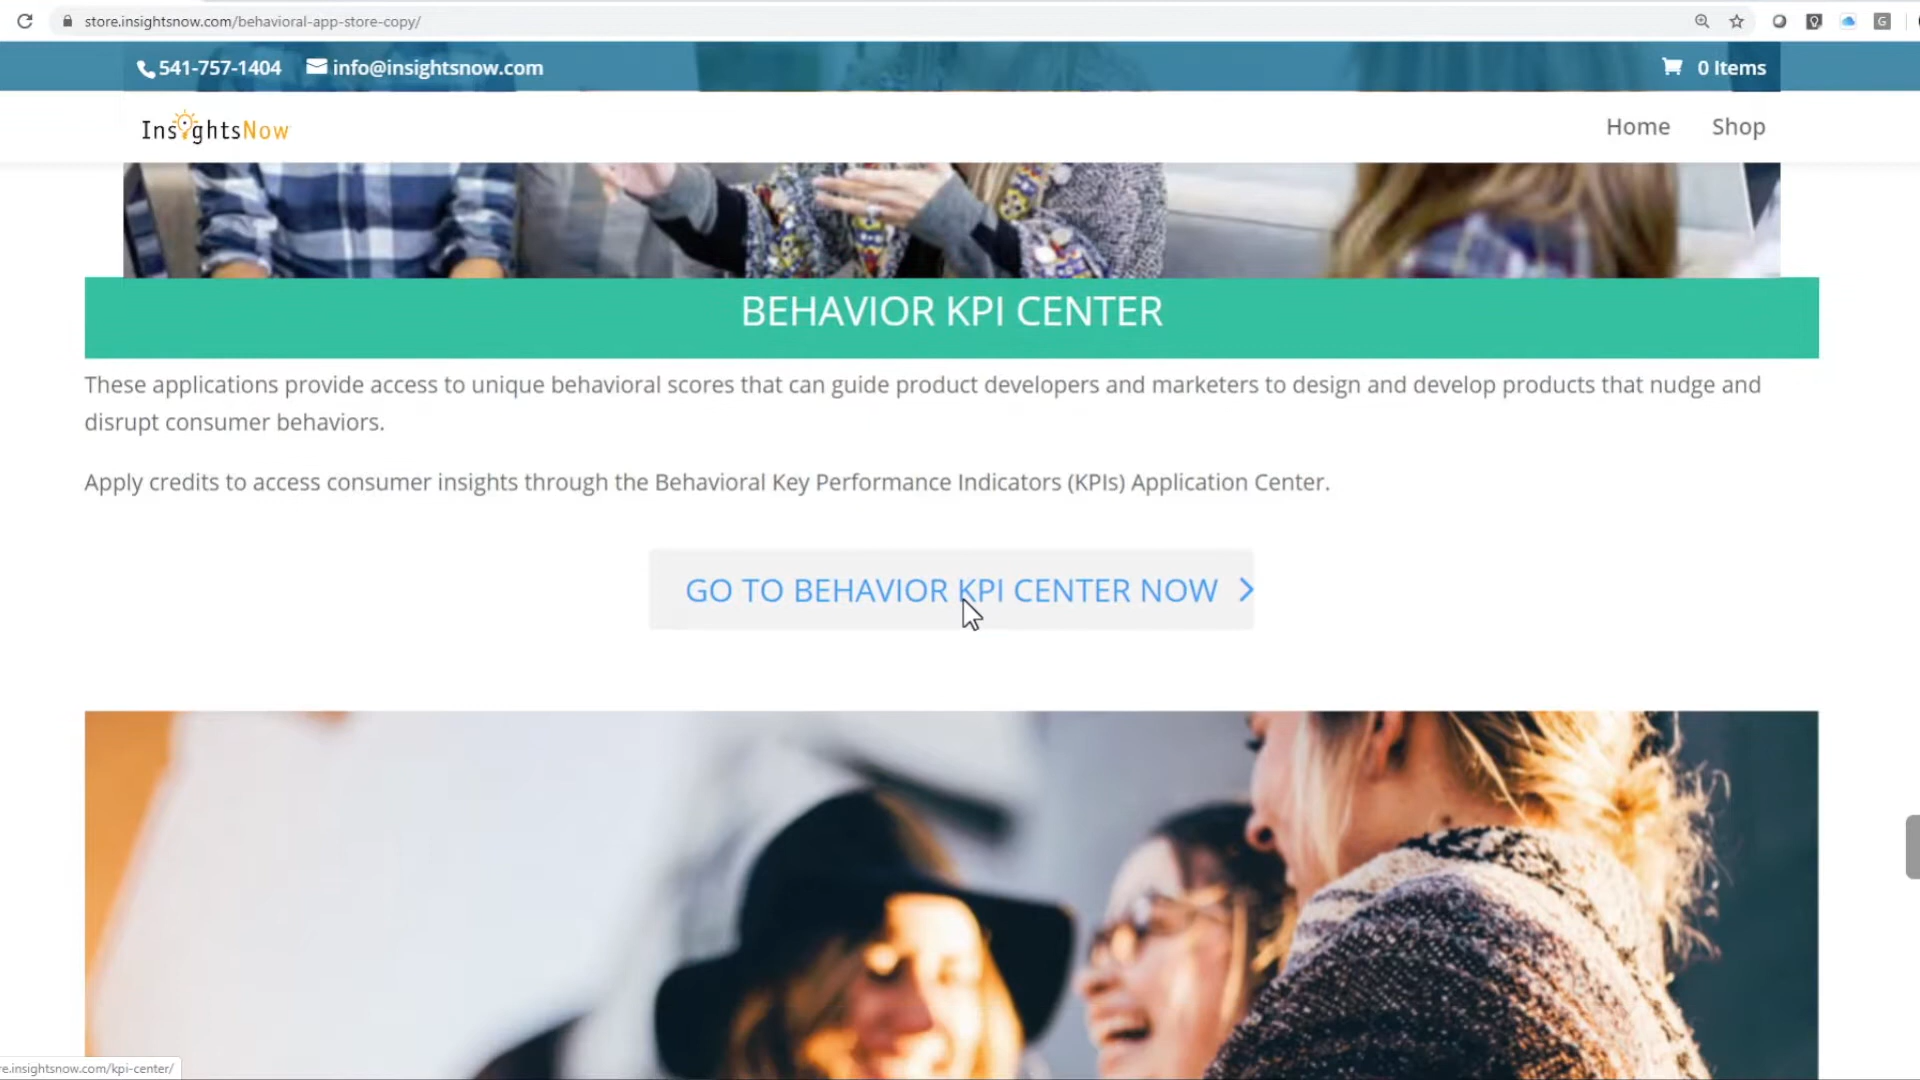 store.insightsnow.com/behavioral-app-store-copy/
541-757-1404 info@insightsnow.com 0 Items
InsightsNow Home Shop
BEHAVIOR KPI CENTER
These applications provide access to unique behavioral scores that can guide product developers and marketers to design and develop products that nudge and
disrupt consumer behaviors.
Apply credits to access consumer insights through the Behavioral Key Performance Indicators (KPIs) Application Center.
GO TO BEHAVIOR KPI CENTER NOW
re.insightsnow.com/kpi-center/